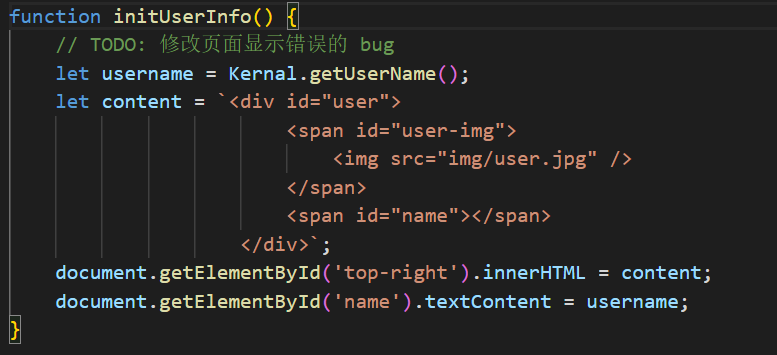 function initUserInfo() {
// TODO: 修改页面显示错误的 bug
let username = Kernal.getUserName();
let content = `<div id="user">
<span id="user-img">
<img src="img/user.jpg" />
</span>
<span id="name"></span>
</div>`;
document.getElementById('top-right').innerHTML = content;
document.getElementById('name').textContent = username;
}